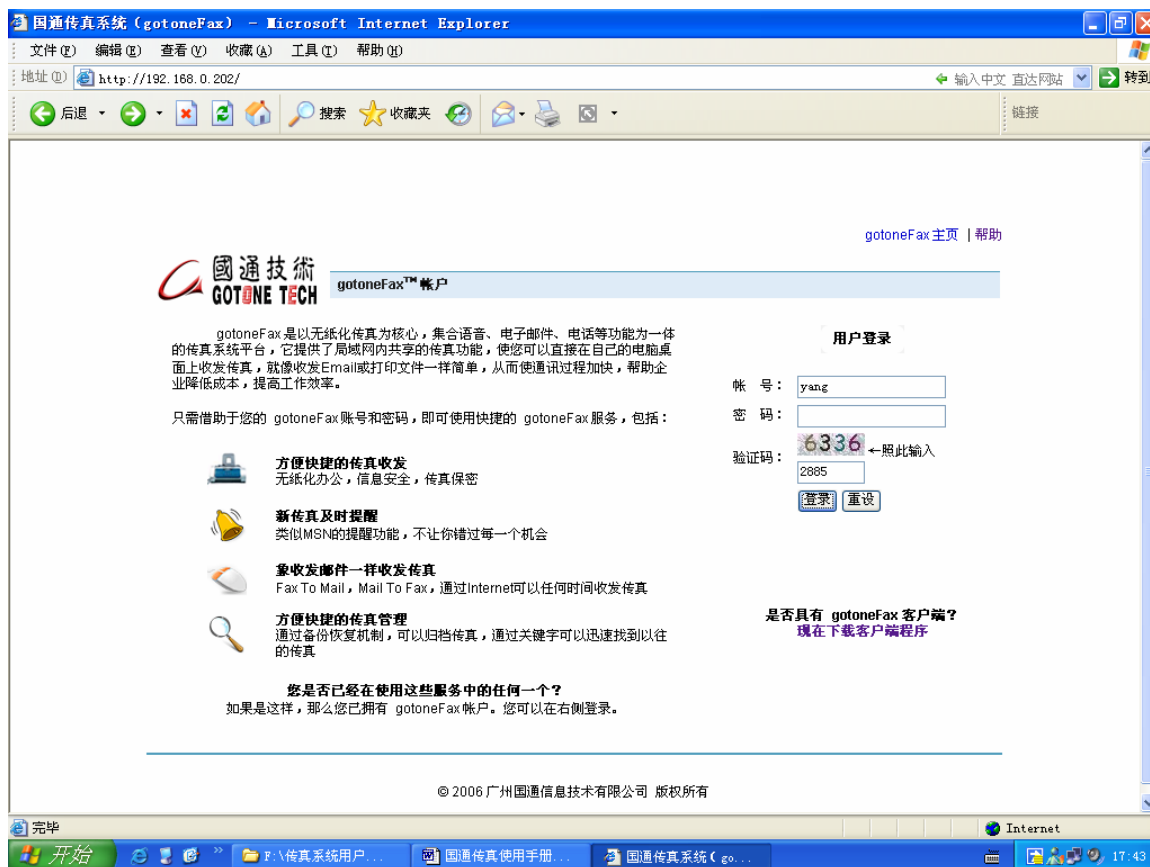 国通传真系统（gotoneFax） - Microsoft Internet Explorer
文件(F) 编辑(E) 查看(V) 收藏(A) 工具(T) 帮助(H)
地址(D) http://192.168.0.202/ 输入中文 直达网站 转到
后退 搜索 收藏夹 链接
gotoneFax主页 | 帮助
國通技術
GOTONE TECH
gotoneFax™帐户
gotoneFax是以无纸化传真为核心，集合语音、电子邮件、电话等功能为一体
的传真系统平台，它提供了局域网内共享的传真功能，使您可以直接在自己的电脑桌
面上收发传真，就像收发Email或打印文件一样简单，从而使通讯过程加快，帮助企
业降低成本，提高工作效率。
只需借助于您的 gotoneFax账号和密码，即可使用快捷的 gotoneFax服务，包括：
方便快捷的传真收发
无纸化办公，信息安全，传真保密
新传真及时提醒
类似MSN的提醒功能，不让你错过每一个机会
象收发邮件一样收发传真
Fax To Mail，Mail To Fax，通过Internet可以任何时间收发传真
方便快捷的传真管理
通过备份恢复机制，可以归档传真，通过关键字可以迅速找到以往
的传真
您是否已经在使用这些服务中的任何一个？
如果是这样，那么您已拥有 gotoneFax帐户。您可以在右侧登录。
用户登录
帐 号： yang
密 码：
6336 ←照此输入
验证码：
2885
登录 重设
是否具有 gotoneFax 客户端？
现在下载客户端程序
© 2006 广州国通信息技术有限公司 版权所有
完毕 Internet
开始 F:\传真系统用户... 国通传真使用手册... 国通传真系统( go... 17:43